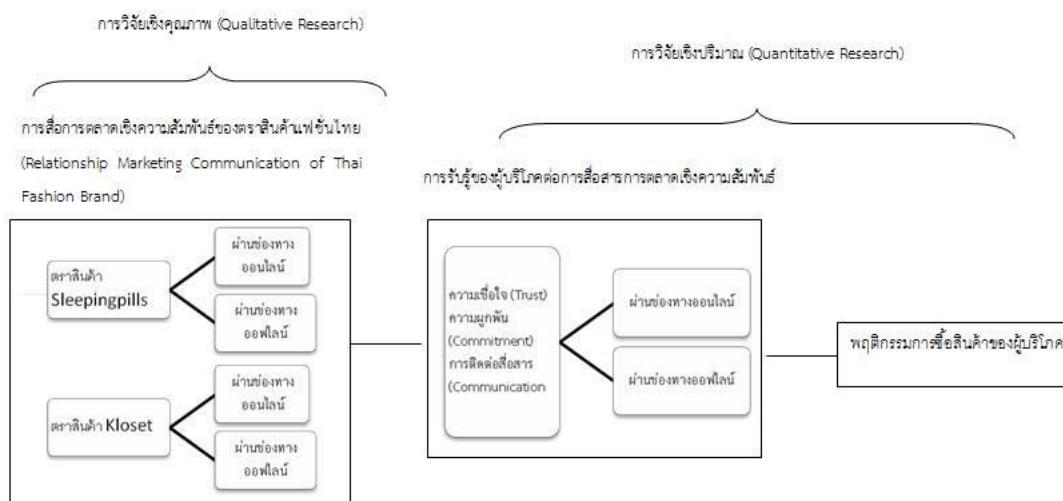 การวิจัยเชิงคุณภาพ (Qualitative Research)
การวิจัยเชิงปริมาณ (Quantitative Research)
การสื่อการตลาดเชิงความสัมพันธ์ของตราสินค้าแฟชั่นไทย
(Relationship Marketing Communication of Thai
Fashion Brand)
การรับรู้ของผู้บริโภคต่อการสื่อสารการตลาดเชิงความสัมพันธ์
ตราสินค้า
Sleepingpills
ผ่านช่องทาง
ออนไลน์
ผ่านช่องทาง
ออฟไลน์
ตราสินค้า Kloset
ผ่านช่องทาง
ออนไลน์
ผ่านช่องทาง
ออฟไลน์
ความเชื่อใจ (Trust)
ความผูกพัน
(Commitment)
การติดต่อสื่อสาร
(Communication
ผ่านช่องทางออนไลน์
ผ่านช่องทางออฟไลน์
พฤติกรรมการซื้อสินค้าของผู้บริโภค